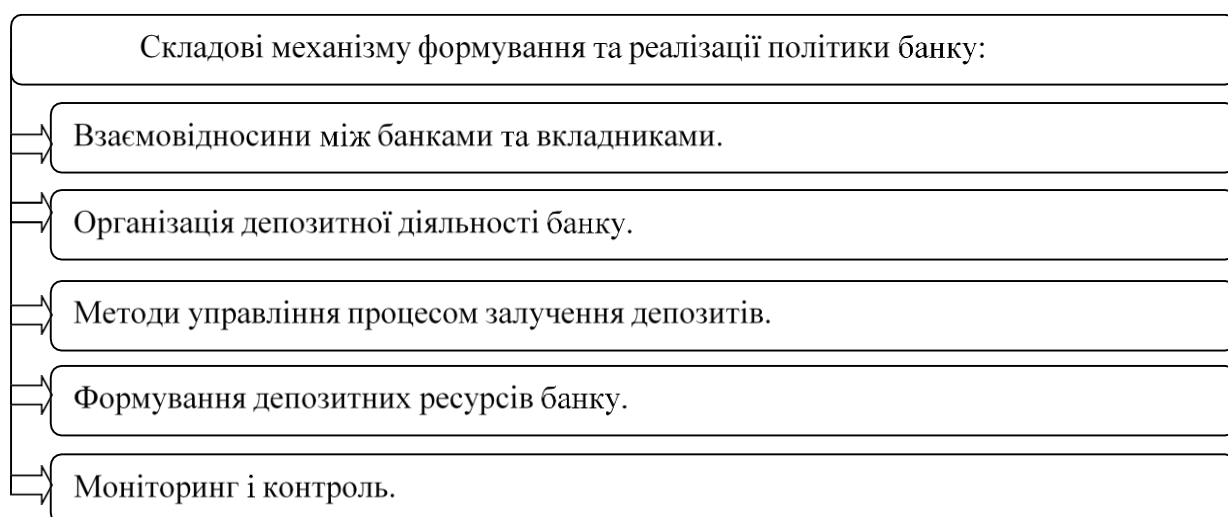 Складові механізму формування та реалізації політики банку:
Взаємовідносини між банками та вкладниками.
Організація депозитної діяльності банку.
Методи управління процесом залучення депозитів.
Формування депозитних ресурсів банку.
Моніторинг і контроль.